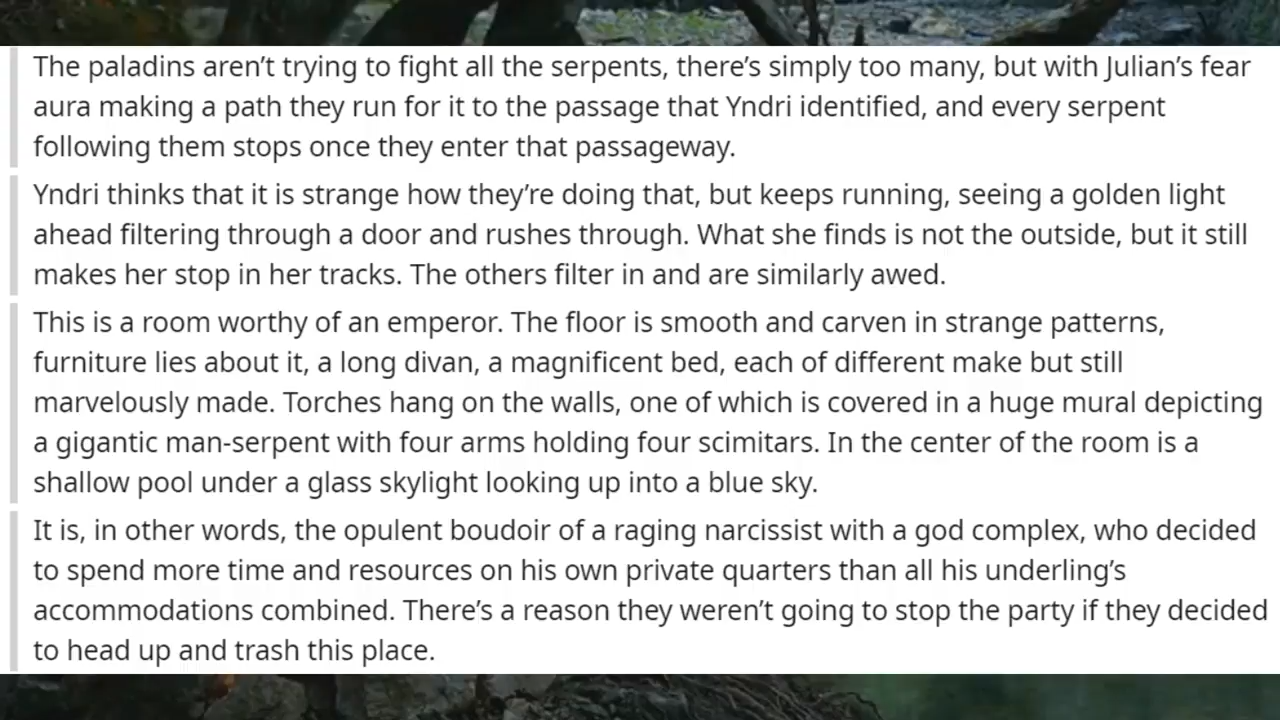 The paladins aren’t trying to fight all the serpents, there’s simply too many, but with Julian’s fear
aura making a path they run for it to the passage that Yndri identified, and every serpent
following them stops once they enter that passageway.
Yndri thinks that it is strange how they’re doing that, but keeps running, seeing a golden light
ahead filtering through a door and rushes through. What she finds is not the outside, but it still
makes her stop in her tracks. The others filter in and are similarly awed.
This is a room worthy of an emperor. The floor is smooth and carven in strange patterns,
furniture lies about it, a long divan, a magnificent bed, each of different make but still
marvelously made. Torches hang on the walls, one of which is covered in a huge mural depicting
a gigantic man-serpent with four arms holding four scimitars. In the center of the room is a
shallow pool under a glass skylight looking up into a blue sky.
It is, in other words, the opulent boudoir of a raging narcissist with a god complex, who decided
to spend more time and resources on his own private quarters than all his underling’s
accommodations combined. There’s a reason they weren’t going to stop the party if they decided
to head up and trash this place.